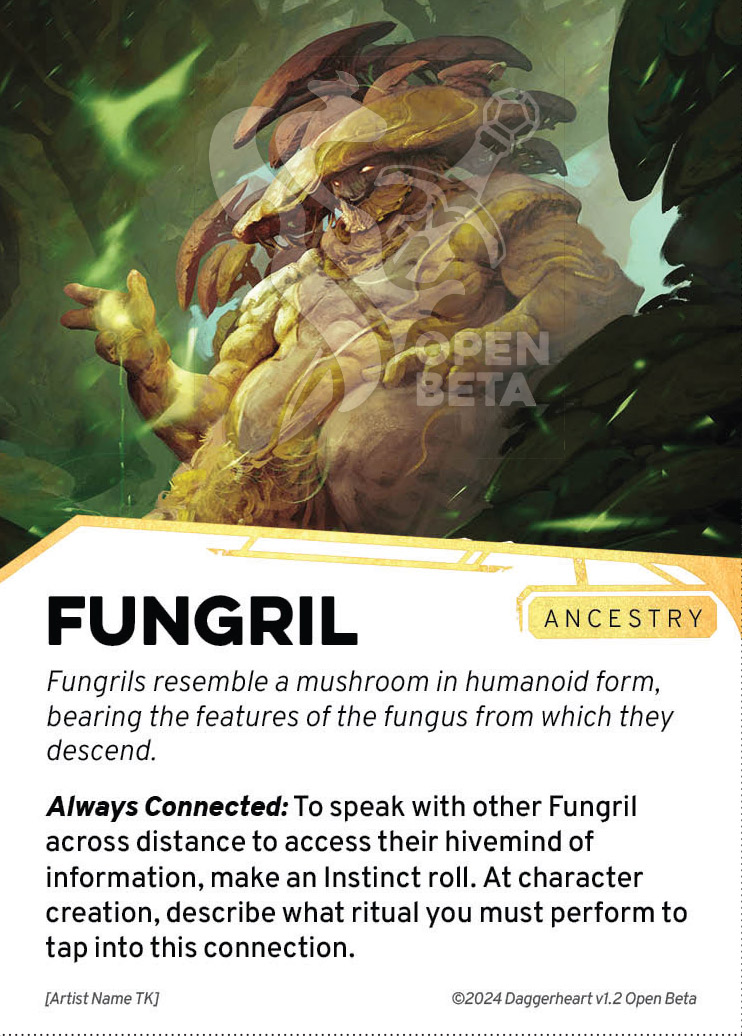 OPEN
BETA
FUNGRIL
ANCESTRY
Fungrils resemble a mushroom in humanoid form,
bearing the features of the fungus from which they
descend.
Always Connected: To speak with other Fungril
across distance to access their hivemind of
information, make an Instinct roll. At character
creation, describe what ritual you must perform to
tap into this connection.
[Artist Name TK]
©2024 Daggerheart v1.2 Open Beta